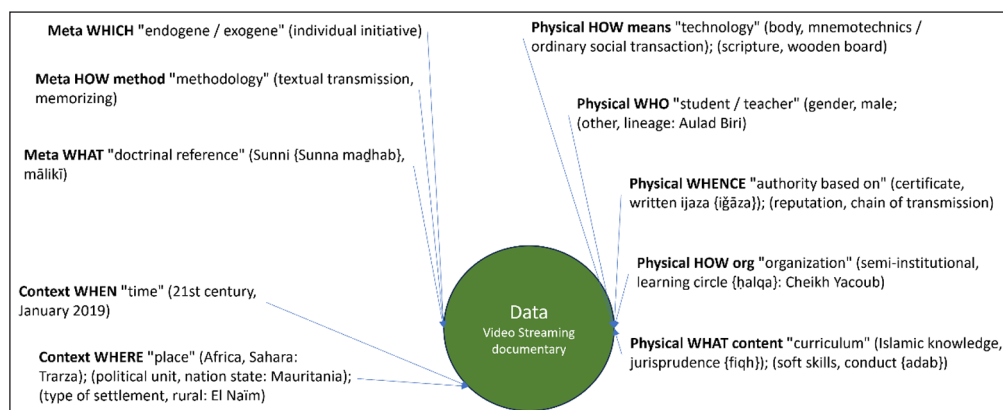 Meta WHICH "endogene / exogene" (individual initiative)
Meta HOW method "methodology" (textual transmission,
memorizing)
Meta WHAT "doctrinal reference" (Sunni {Sunna maḏhab},
mālikī)
Context WHEN "time" (21st century,
January 2019)
Context WHERE "place" (Africa, Sahara:
Trarza); (political unit, nation state: Mauritania);
(type of settlement, rural: El Naïm)
Data
Video Streaming
documentary
Physical HOW means "technology" (body, mnemotechnics /
ordinary social transaction); (scripture, wooden board)
Physical WHO "student / teacher" (gender, male;
(other, lineage: Aulad Biri)
Physical WHENCE "authority based on" (certificate,
written ijaza {iǧāza}); (reputation, chain of transmission)
Physical HOW org "organization" (semi-institutional,
learning circle {ḥalqa}: Cheikh Yacoub)
Physical WHAT content "curriculum" (Islamic knowledge,
jurisprudence {fiqh}); (soft skills, conduct {adab})